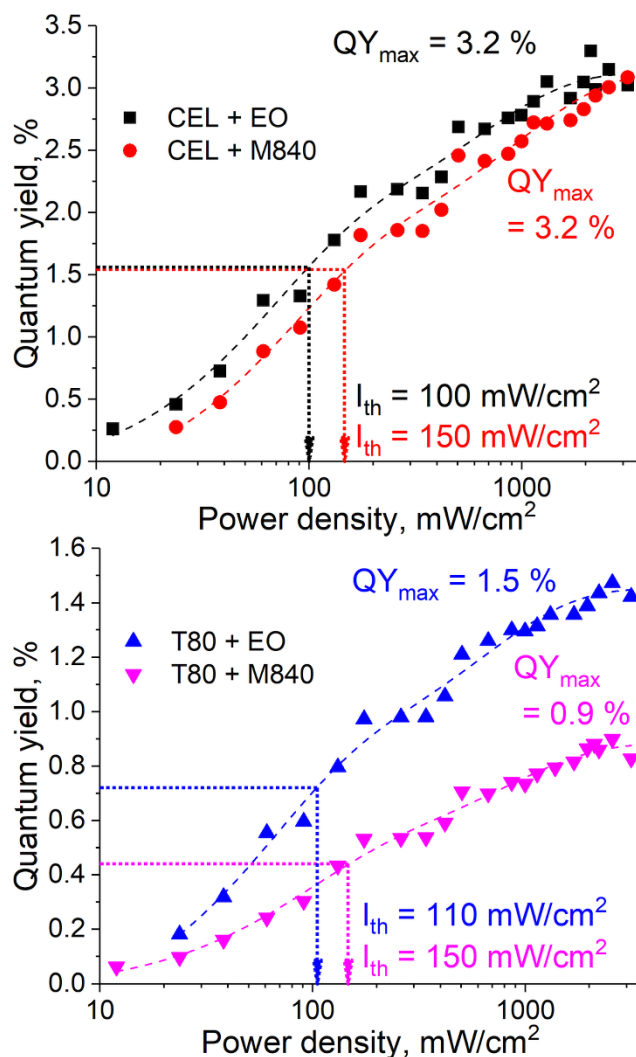 QYmax = 3.2 %
CEL + EO
CEL + M840
QYmax
= 3.2 %
Ith = 100 mW/cm²
Ith = 150 mW/cm²
Quantum yield, %
3.5
3.0
2.5
2.0
1.5
1.0
0.5
0.0
10 100 1000
Power density, mW/cm²
QYmax = 1.5 %
T80 + EO
T80 + M840
QYmax
= 0.9 %
Ith = 110 mW/cm²
Ith = 150 mW/cm²
Quantum yield, %
1.6
1.4
1.2
1.0
0.8
0.6
0.4
0.2
0.0
10 100 1000
Power density, mW/cm²